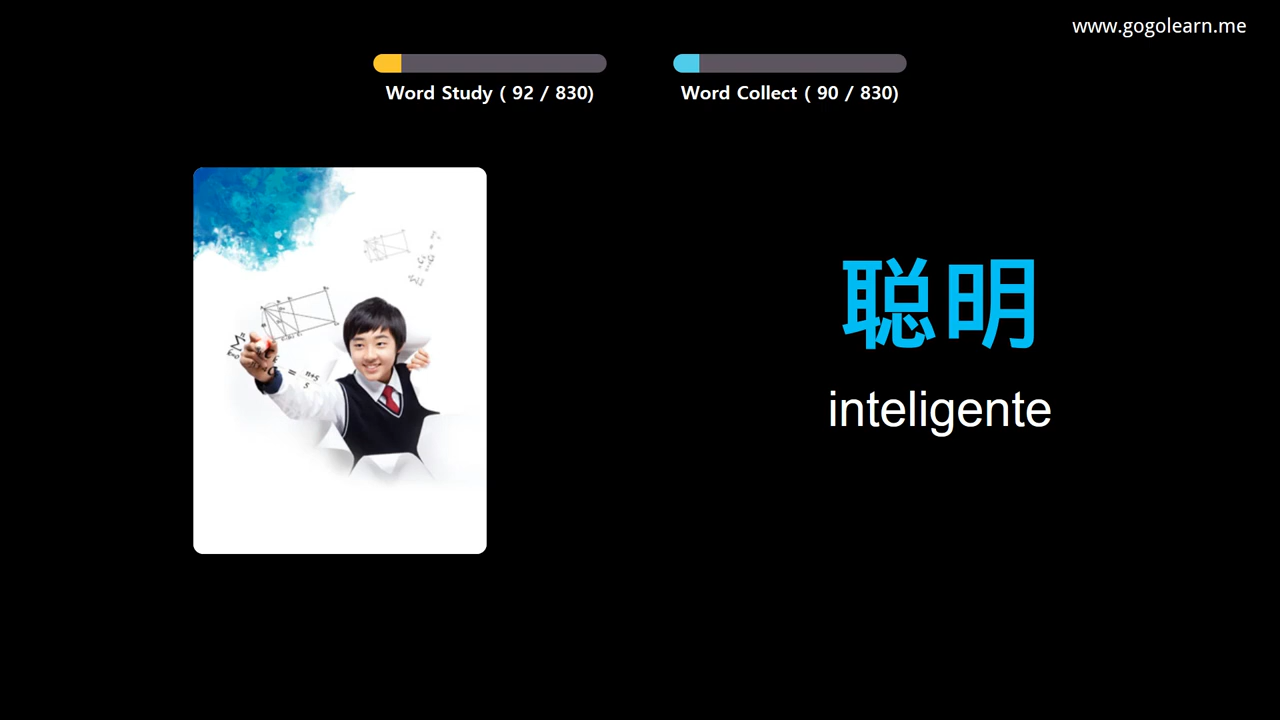 www.gogolearn.me
Word Study ( 92 / 830)
Word Collect ( 90 / 830)
聪明
inteligente